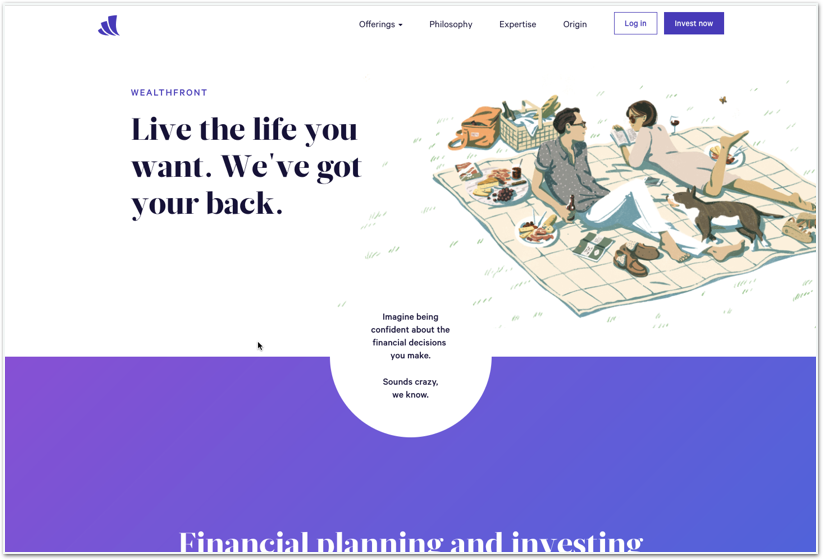 Offerings Philosophy Expertise Origin Log in Invest now
WEALTHFRONT
Live the life you
want. We've got
your back.
Imagine being
confident about the
financial decisions
you make.
Sounds crazy,
we know.
Financial planning and investing